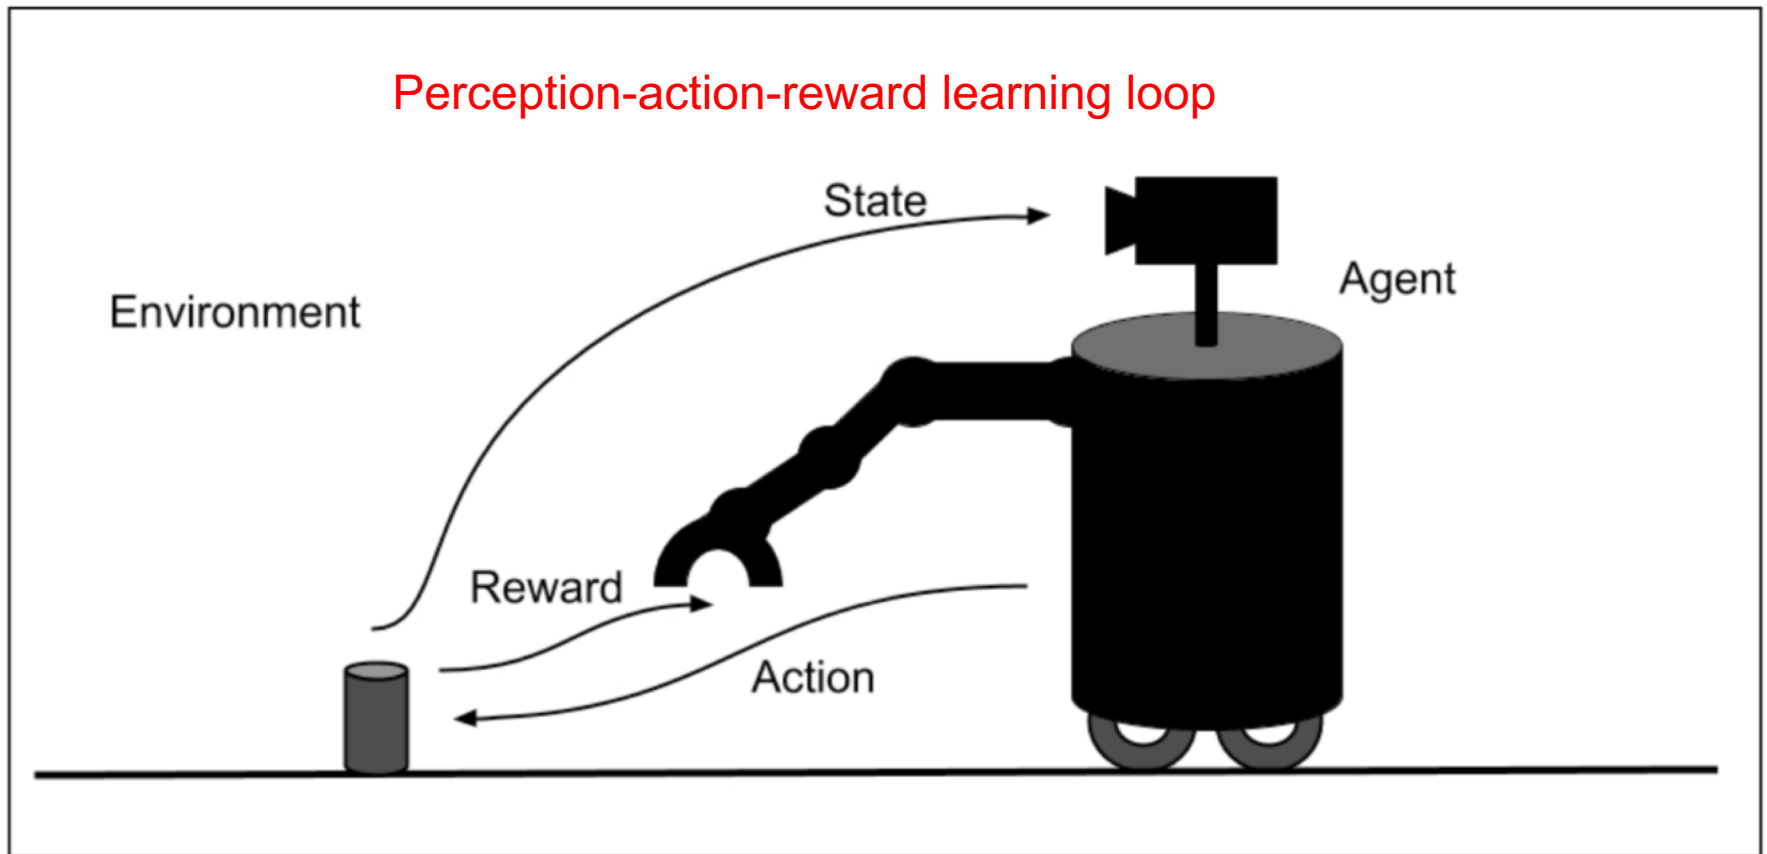 Perception-action-reward learning loop
State
Agent
Environment
Reward
Action